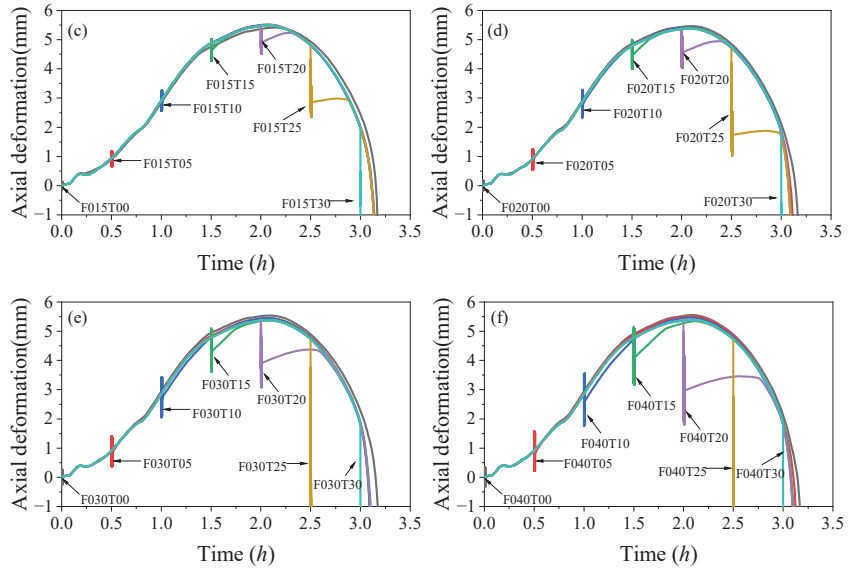 (c)
Axial deformation(mm)
6
5
4
3
2
1
0
−1
F015T00
F015T05
F015T10
F015T15
F015T20
F015T25
F015T30
0.0 0.5 1.0 1.5 2.0 2.5 3.0 3.5
Time (h)
(d)
Axial deformation(mm)
6
5
4
3
2
1
0
−1
F020T00
F020T05
F020T10
F020T15
F020T20
F020T25
F020T30
0.0 0.5 1.0 1.5 2.0 2.5 3.0 3.5
Time (h)
(e)
Axial deformation(mm)
6
5
4
3
2
1
0
−1
F030T00
F030T05
F030T10
F030T15
F030T20
F030T25
F030T30
0.0 0.5 1.0 1.5 2.0 2.5 3.0 3.5
Time (h)
(f)
Axial deformation(mm)
6
5
4
3
2
1
0
−1
F040T00
F040T05
F040T10
F040T15
F040T20
F040T25
F040T30
0.0 0.5 1.0 1.5 2.0 2.5 3.0 3.5
Time (h)